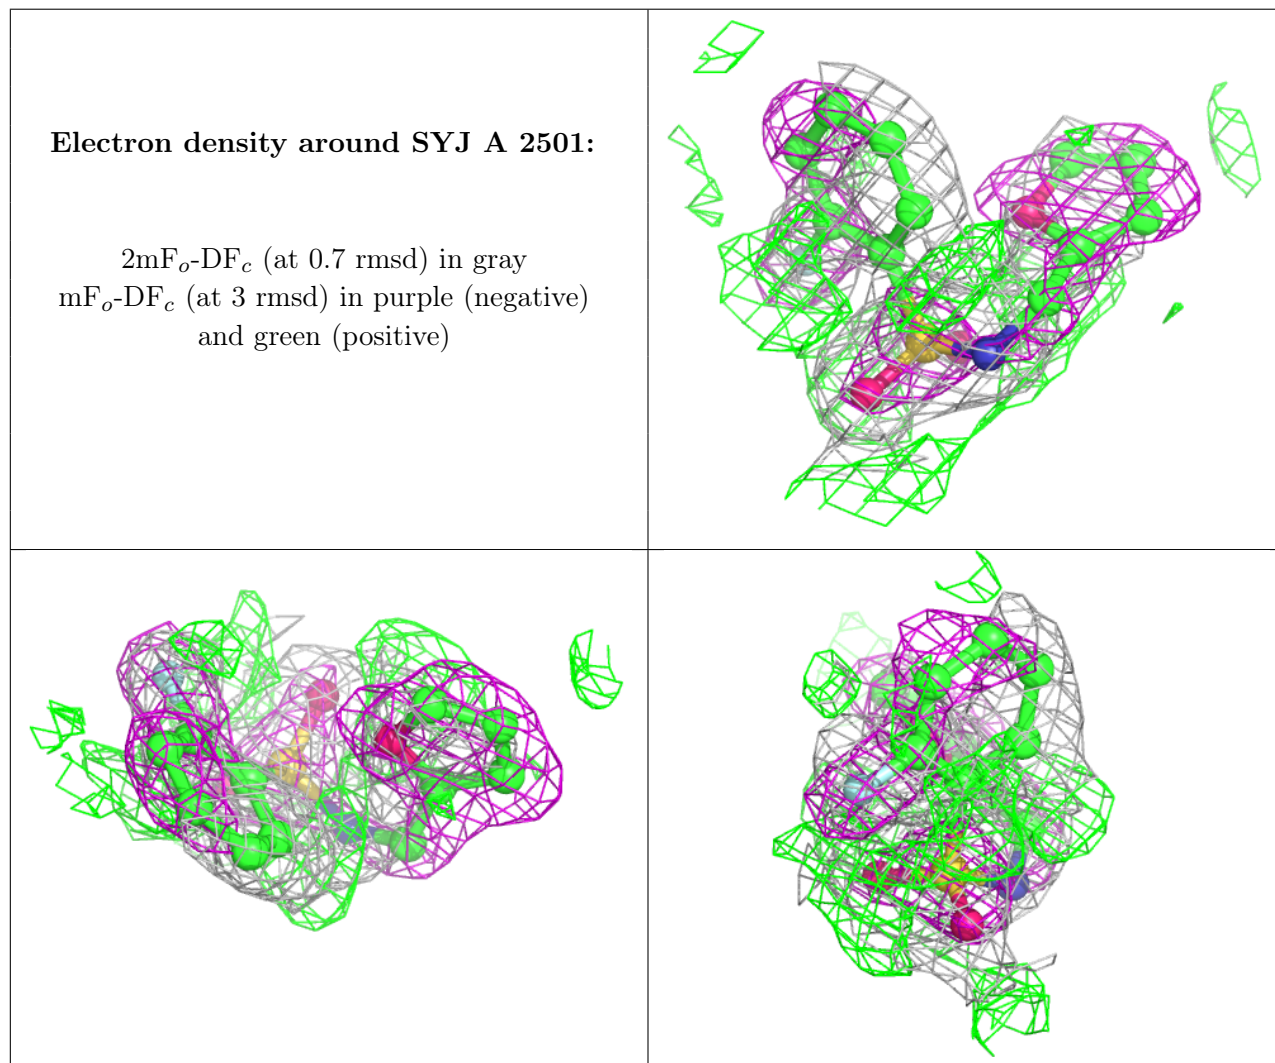 Electron density around SYJ A 2501:
2mFo-DFc (at 0.7 rmsd) in gray
mFo-DFc (at 3 rmsd) in purple (negative)
and green (positive)